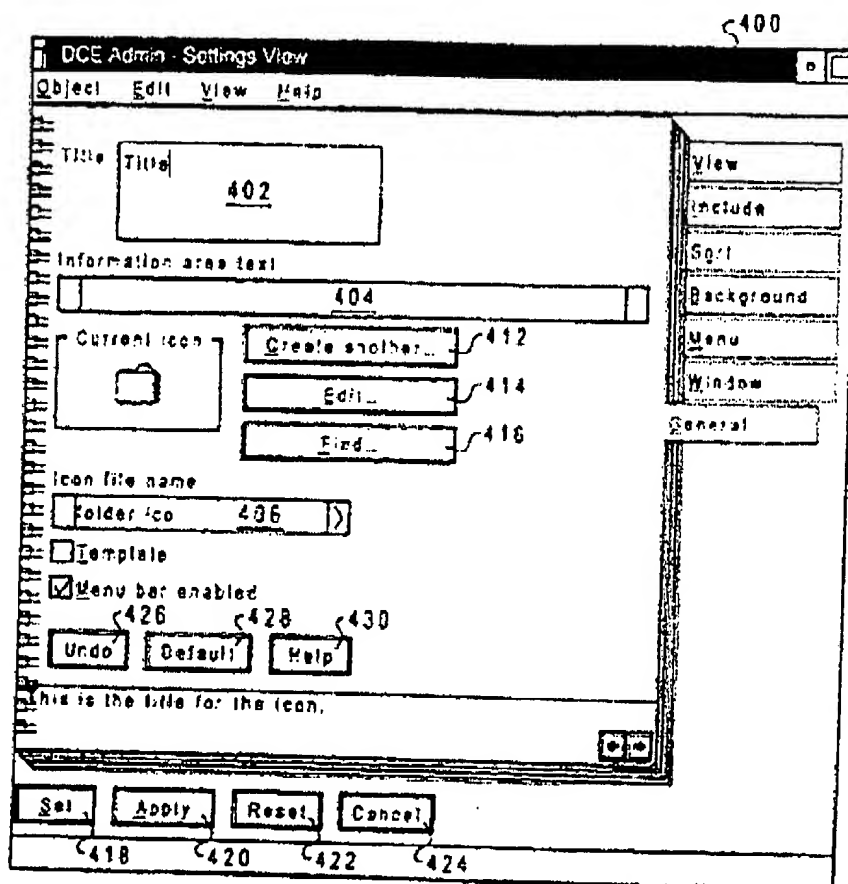 400
DCE Admin - Settings View
Object Edit View Help
Title Title
402
View
Include
Sort
Background
Menu
Window
General
Information area text
404
Current icon
Create another... 412
Edit... 414
Find... 416
Icon file name
folder ico 406
Template
Menu bar enabled
426 428 430
Undo Default Help
This is the title for the icon.
Set Apply Reset Cancel
418 420 422 424